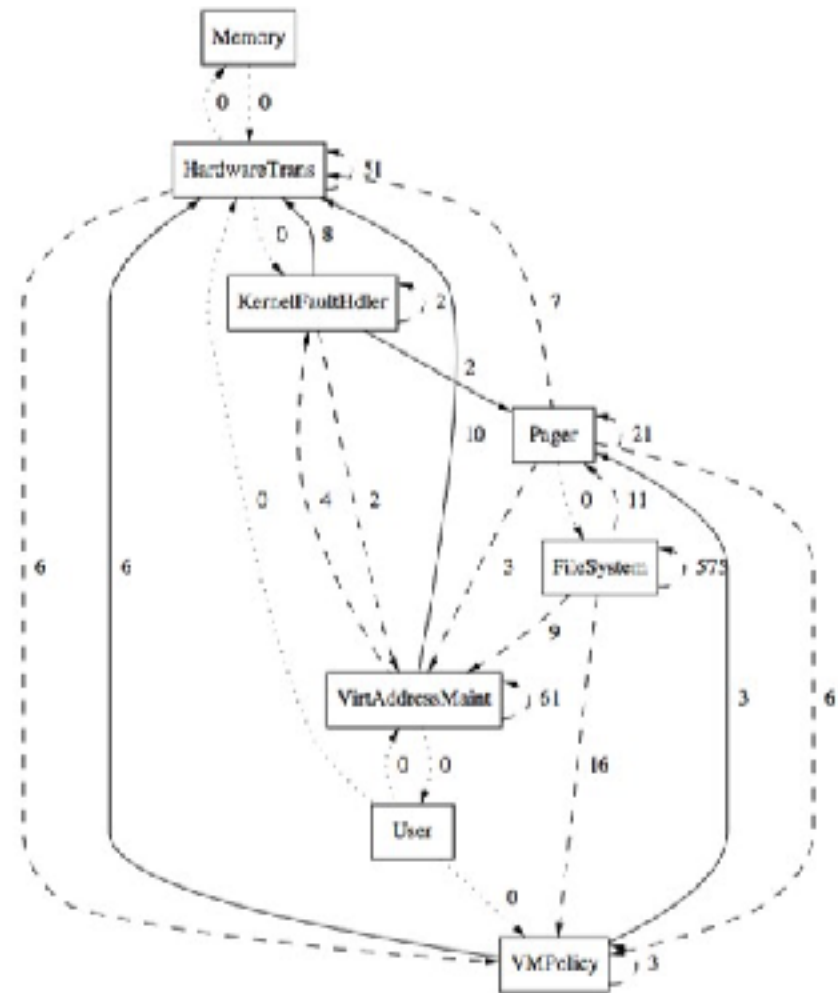 Memory
0 0
HardwareTrans 51
0 8
KernelFaultHdler 2
7
2
Pager 21
10
0 4 2 0 11
6 6 3 FileSystem 575
9
VirtAddressMaint 61 3 6
0 0 16
User
0
VMPolicy 3